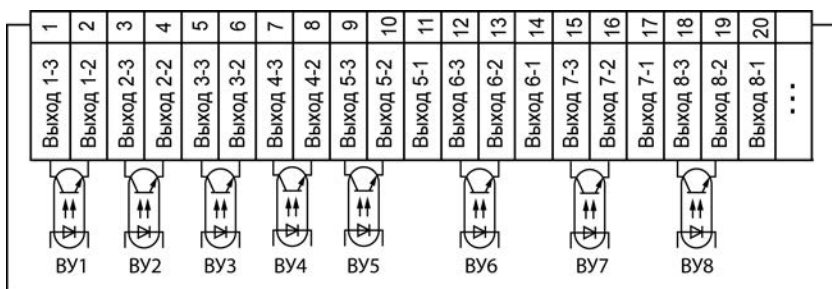 1 2 3 4 5 6 7 8 9 10 11 12 13 14 15 16 17 18 19 20
Выход 1-3
Выход 1-2
Выход 2-3
Выход 2-2
Выход 3-3
Выход 3-2
Выход 4-3
Выход 4-2
Выход 5-3
Выход 5-2
Выход 5-1
Выход 6-3
Выход 6-2
Выход 6-1
Выход 7-3
Выход 7-2
Выход 7-1
Выход 8-3
Выход 8-2
Выход 8-1
...
ВУ1 ВУ2 ВУ3 ВУ4 ВУ5 ВУ6 ВУ7 ВУ8